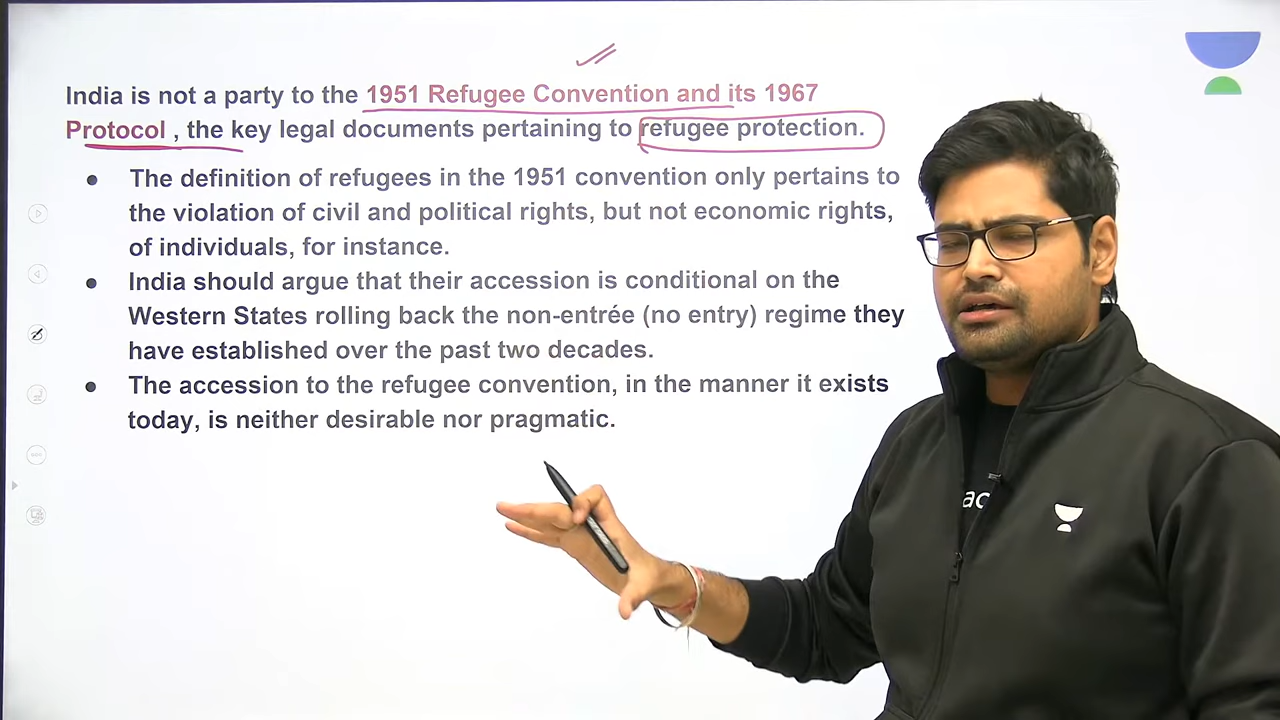 India is not a party to the 1951 Refugee Convention and its 1967
Protocol , the key legal documents pertaining to refugee protection.
● The definition of refugees in the 1951 convention only pertains to
the violation of civil and political rights, but not economic rights,
of individuals, for instance.
● India should argue that their accession is conditional on the
Western States rolling back the non-entrée (no entry) regime they
have established over the past two decades.
● The accession to the refugee convention, in the manner it exists
today, is neither desirable nor pragmatic.
ac